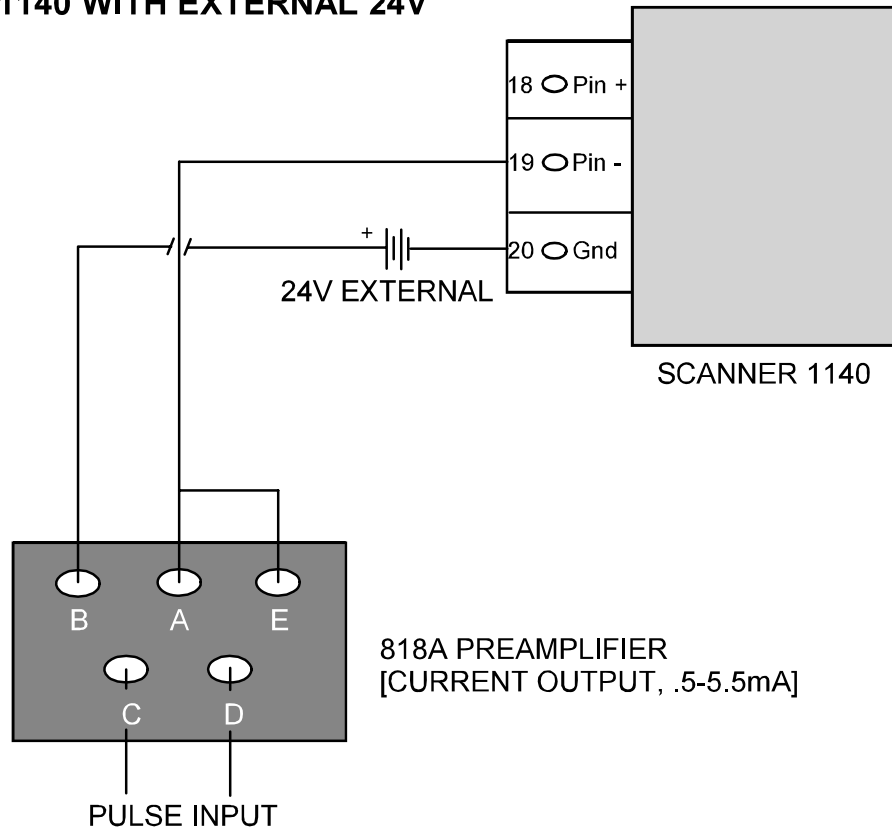 1140 WITH EXTERNAL 24V
18 Pin +
19 Pin -
+
20 Gnd
24V EXTERNAL
SCANNER 1140
B A E
818A PREAMPLIFIER
[CURRENT OUTPUT, .5-5.5mA]
C D
PULSE INPUT